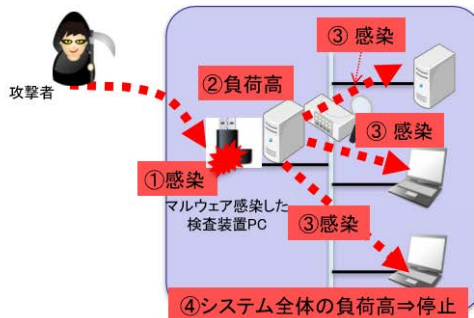 ③ 感染
攻撃者
②負荷高
③ 感染
①感染
マルウェア感染した
検査装置PC
③感染
④システム全体の負荷高⇒停止